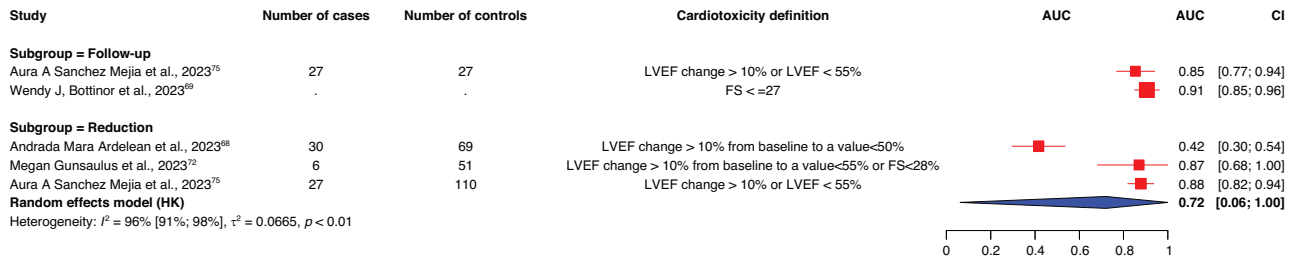 Study Number of cases Number of controls Cardiotoxicity definition AUC AUC CI
Subgroup = Follow-up
Aura A Sanchez Mejia et al., 2023⁷⁵ 27 27 LVEF change > 10% or LVEF < 55% 0.85 [0.77; 0.94]
Wendy J, Bottinor et al., 2023⁶⁹ . . FS < =27 0.91 [0.85; 0.96]
Subgroup = Reduction
Andrada Mara Ardelean et al., 2023⁶⁸ 30 69 LVEF change > 10% from baseline to a value<50% 0.42 [0.30; 0.54]
Megan Gunsaulus et al., 2023⁷² 6 51 LVEF change > 10% from baseline to a value<55% or FS<28% 0.87 [0.68; 1.00]
Aura A Sanchez Mejia et al., 2023⁷⁵ 27 110 LVEF change > 10% or LVEF < 55% 0.88 [0.82; 0.94]
Random effects model (HK) 0.72 [0.06; 1.00]
Heterogeneity: I² = 96% [91%; 98%], τ² = 0.0665, p < 0.01
0 0.2 0.4 0.6 0.8 1